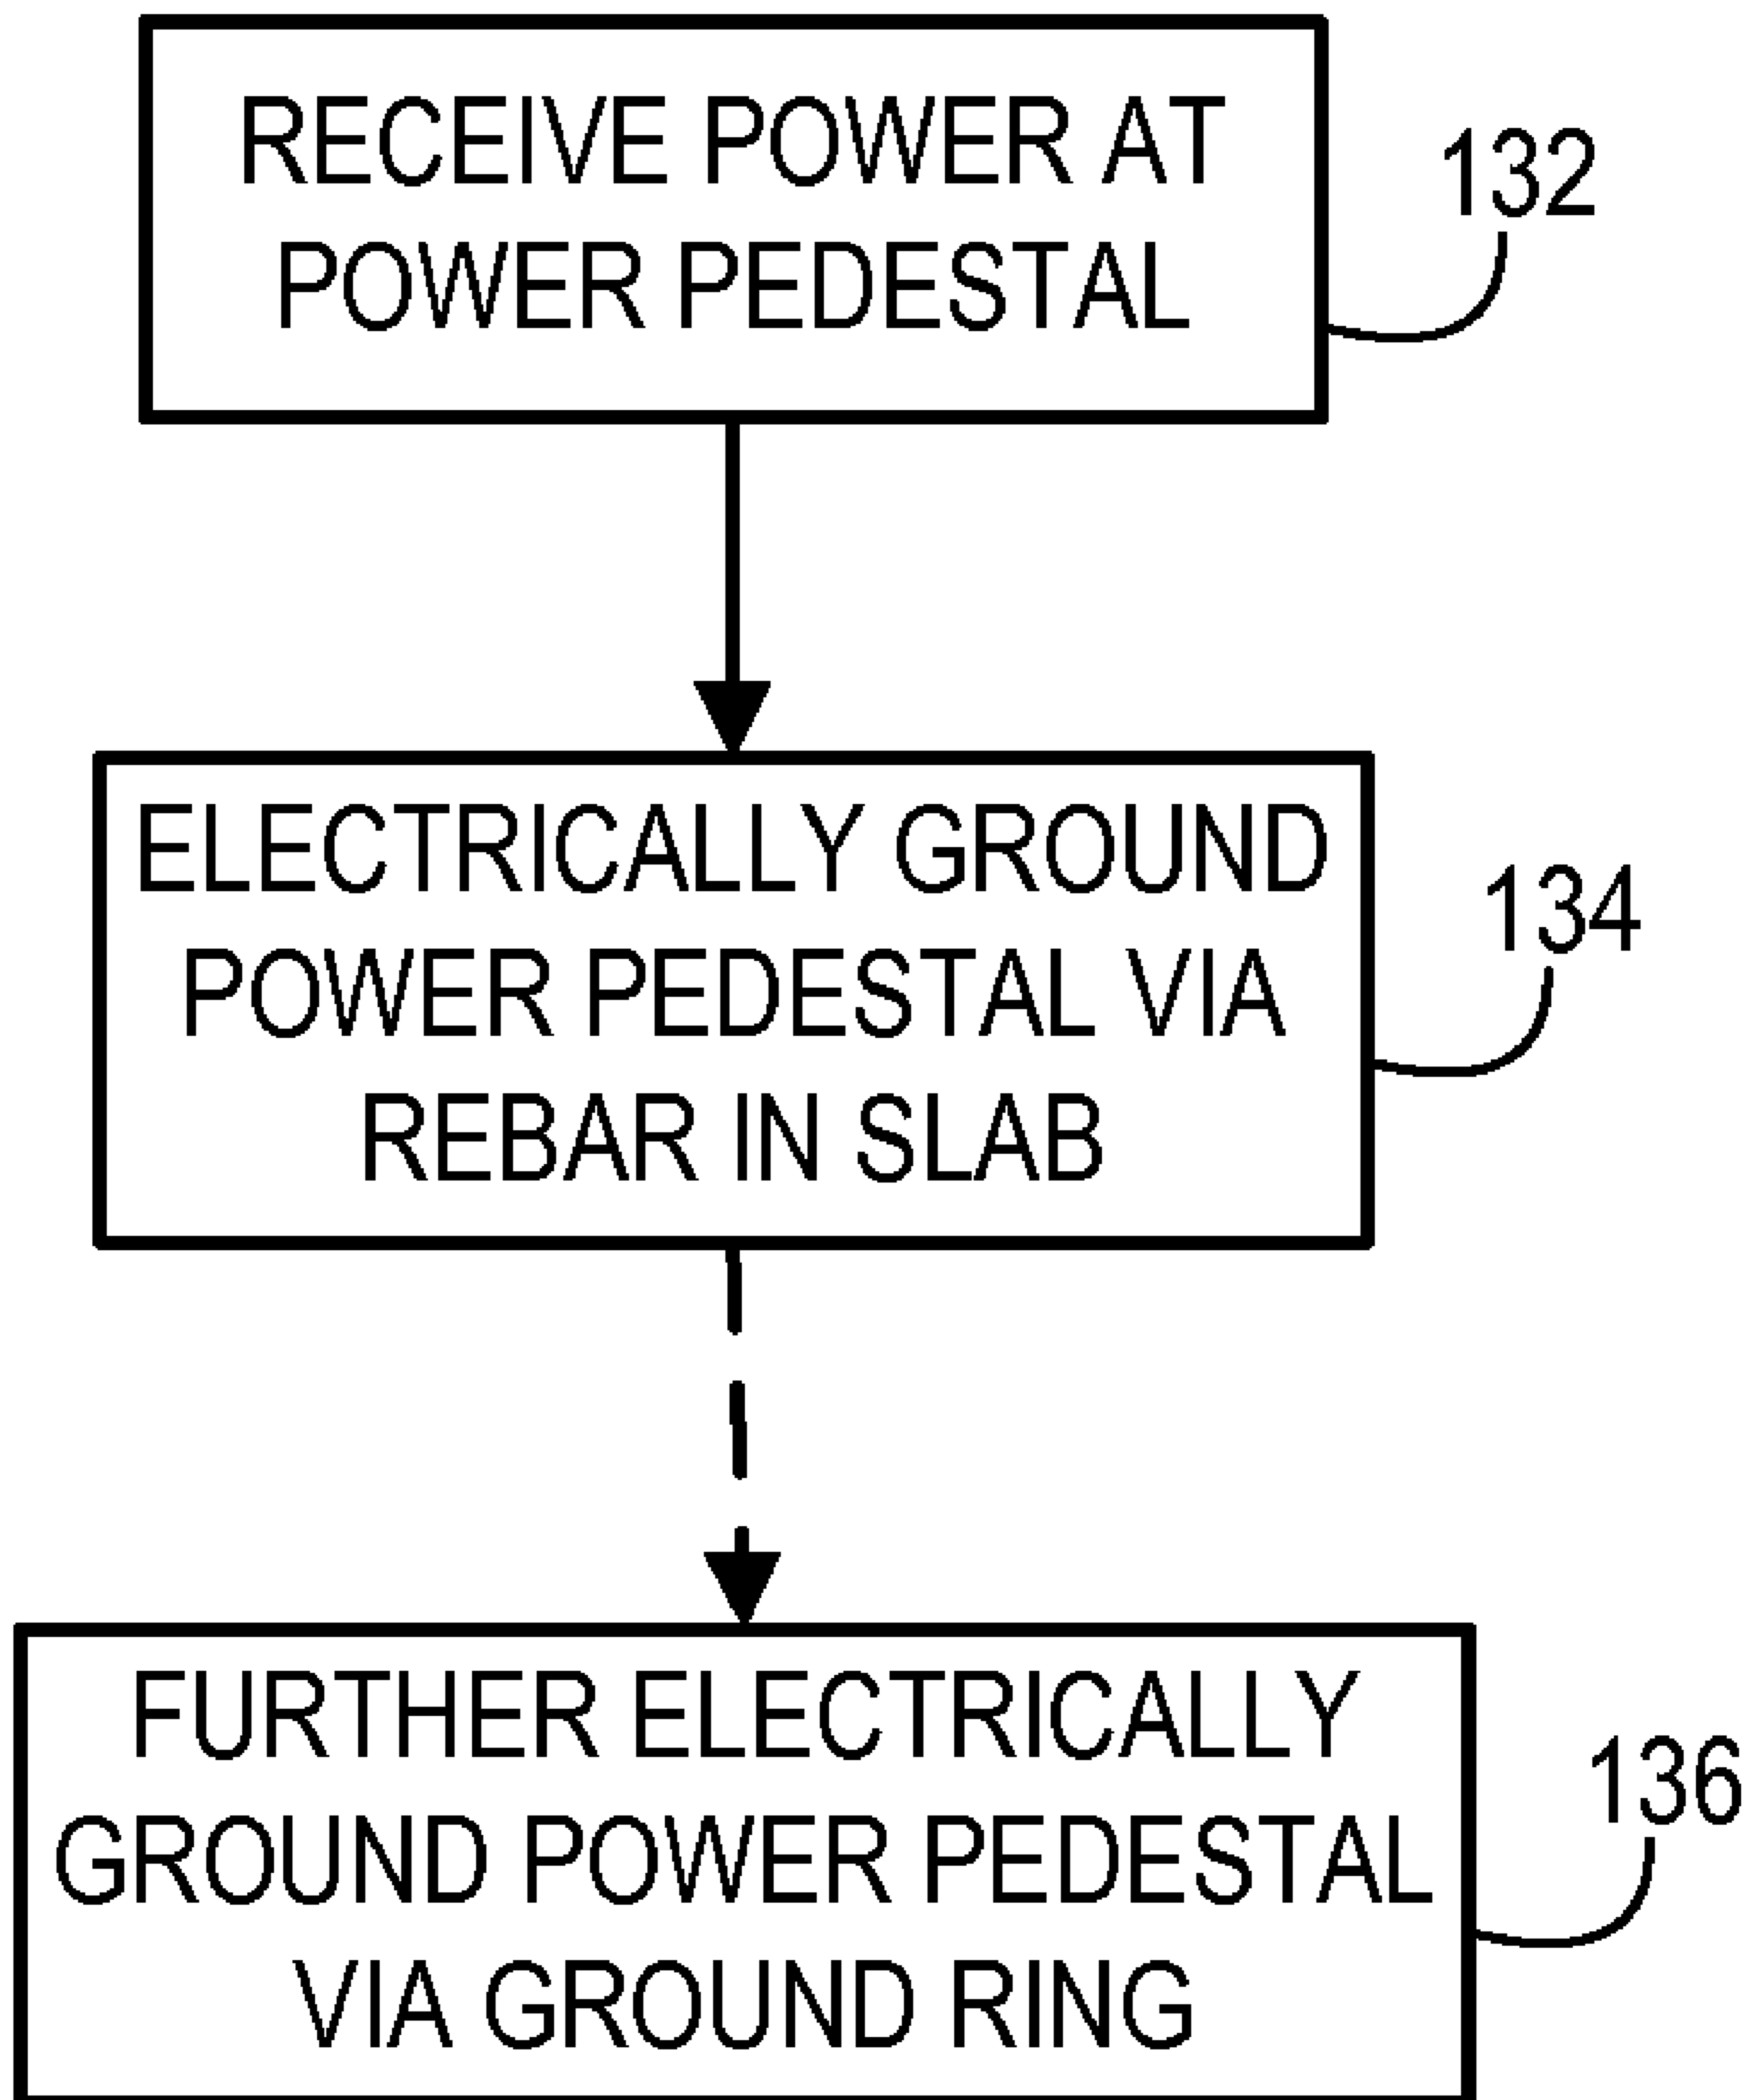 RECEIVE POWER AT
POWER PEDESTAL
132
ELECTRICALLY GROUND
POWER PEDESTAL VIA
REBAR IN SLAB
134
FURTHER ELECTRICALLY
GROUND POWER PEDESTAL
VIA GROUND RING
136